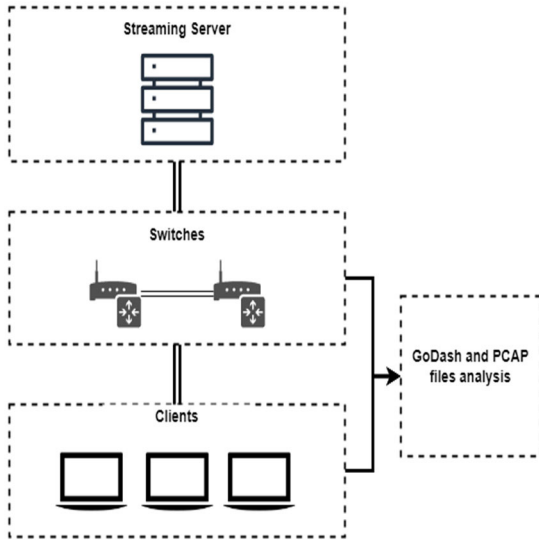 Streaming Server
Switches
GoDash and PCAP
files analysis
Clients